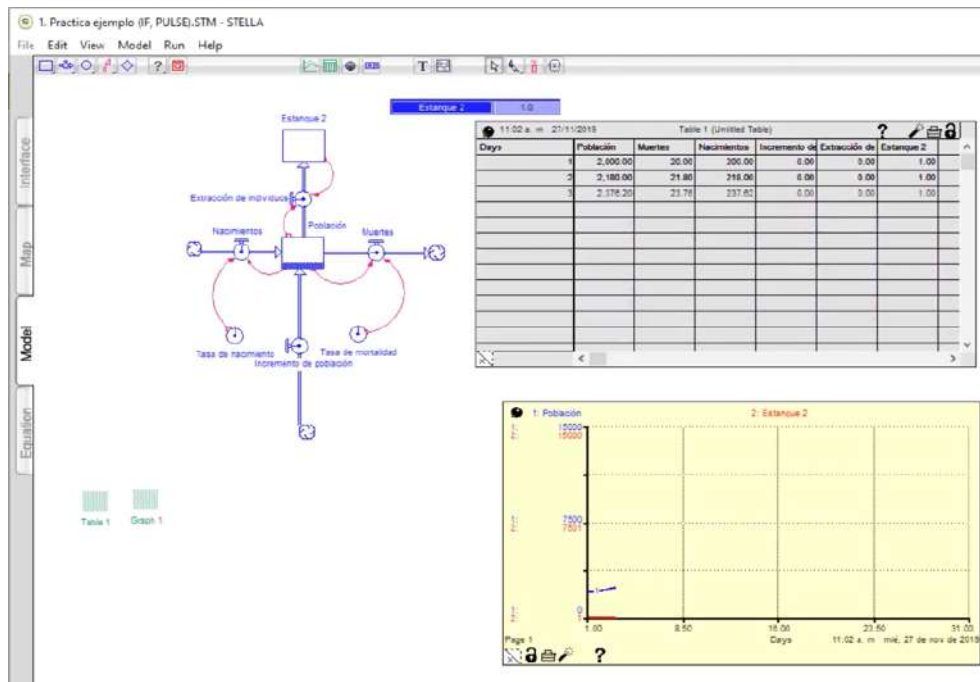 1. Practica ejemplo (IF, PULSE).STM - STELLA
File Edit View Model Run Help
? T
Interface
Map
Model
Equation
Estanque 2 1.0
Estanque 2
Extracción de individuos
Población
Nacimientos
Muertes
Tasa de nacimiento
Tasa de mortalidad
Incremento de población
Table 1
Graph 1
11:02 a. m 27/11/2019 Table 1 (Untitled Table) ?
Days Población Muertes Nacimientos Incremento de Extracción de Estanque 2
1 2,000.00 20.00 200.00 0.00 0.00 1.00
2 2,180.00 21.80 218.00 0.00 0.00 1.00
3 2,376.20 23.76 237.62 0.00 0.00 1.00
1: Población 2: Estanque 2
1: 15000
2: 15000
1: 7500
2: 7501
1: 0
2: 1
1.00 8.50 16.00 23.50 31.00
Page 1 Days 11:02 a. m mié, 27 de nov de 2019
?